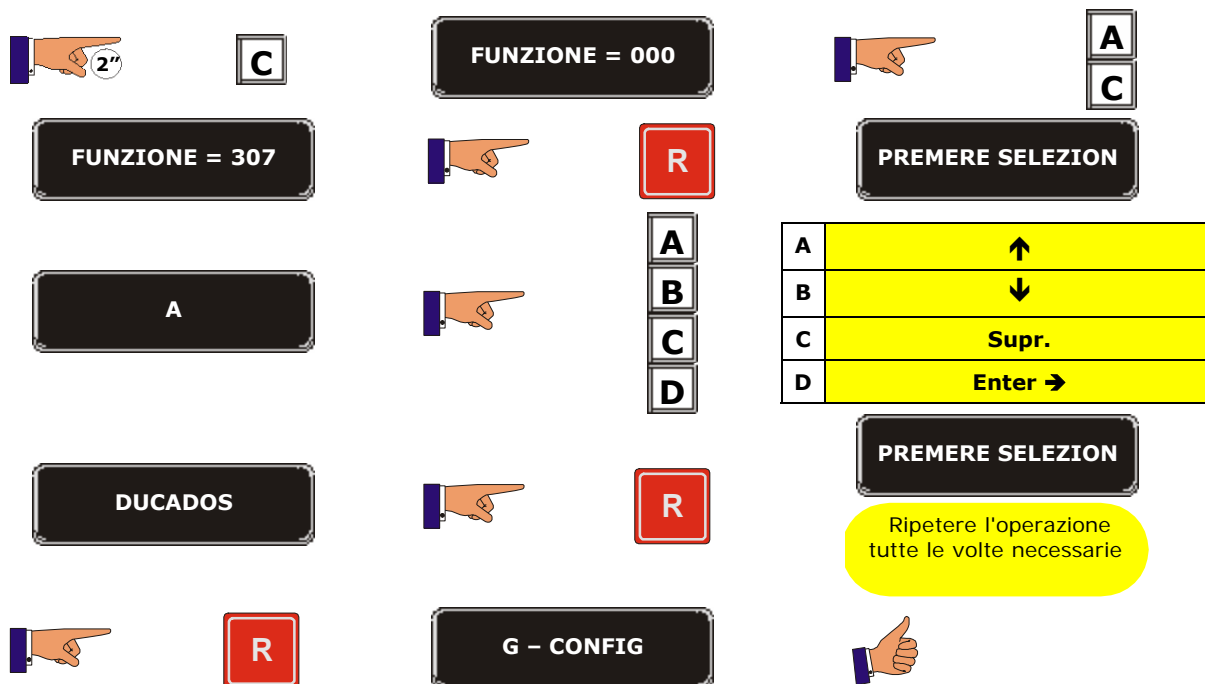 2”
C
FUNZIONE = 000
A
C
FUNZIONE = 307
R
PREMERE SELEZION
A
A
B
C
D
A ↑
B ↓
C Supr.
D Enter →
DUCADOS
R
PREMERE SELEZION
Ripetere l'operazione
tutte le volte necessarie
R
G – CONFIG